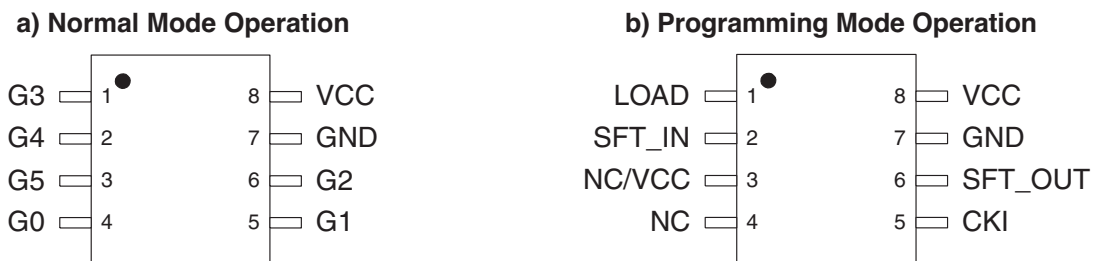 a) Normal Mode Operation
G3 1 8 VCC
G4 2 7 GND
G5 3 6 G2
G0 4 5 G1
b) Programming Mode Operation
LOAD 1 8 VCC
SFT_IN 2 7 GND
NC/VCC 3 6 SFT_OUT
NC 4 5 CKI